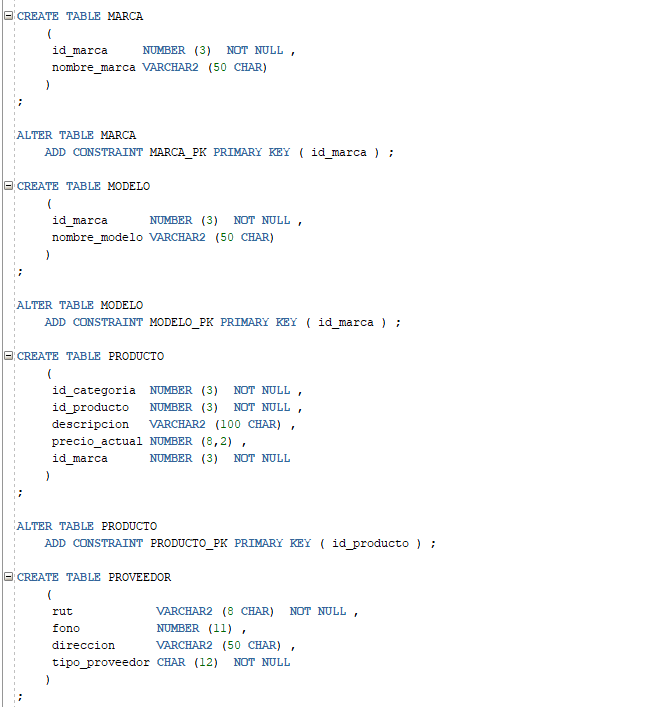 CREATE TABLE MARCA
(
id_marca NUMBER (3) NOT NULL ,
nombre_marca VARCHAR2 (50 CHAR)
)
;
ALTER TABLE MARCA
ADD CONSTRAINT MARCA_PK PRIMARY KEY ( id_marca ) ;
CREATE TABLE MODELO
(
id_marca NUMBER (3) NOT NULL ,
nombre_modelo VARCHAR2 (50 CHAR)
)
;
ALTER TABLE MODELO
ADD CONSTRAINT MODELO_PK PRIMARY KEY ( id_marca ) ;
CREATE TABLE PRODUCTO
(
id_categoria NUMBER (3) NOT NULL ,
id_producto NUMBER (3) NOT NULL ,
descripcion VARCHAR2 (100 CHAR) ,
precio_actual NUMBER (8,2) ,
id_marca NUMBER (3) NOT NULL
)
;
ALTER TABLE PRODUCTO
ADD CONSTRAINT PRODUCTO_PK PRIMARY KEY ( id_producto ) ;
CREATE TABLE PROVEEDOR
(
rut VARCHAR2 (8 CHAR) NOT NULL ,
fono NUMBER (11) ,
direccion VARCHAR2 (50 CHAR) ,
tipo_proveedor CHAR (12) NOT NULL
)
;